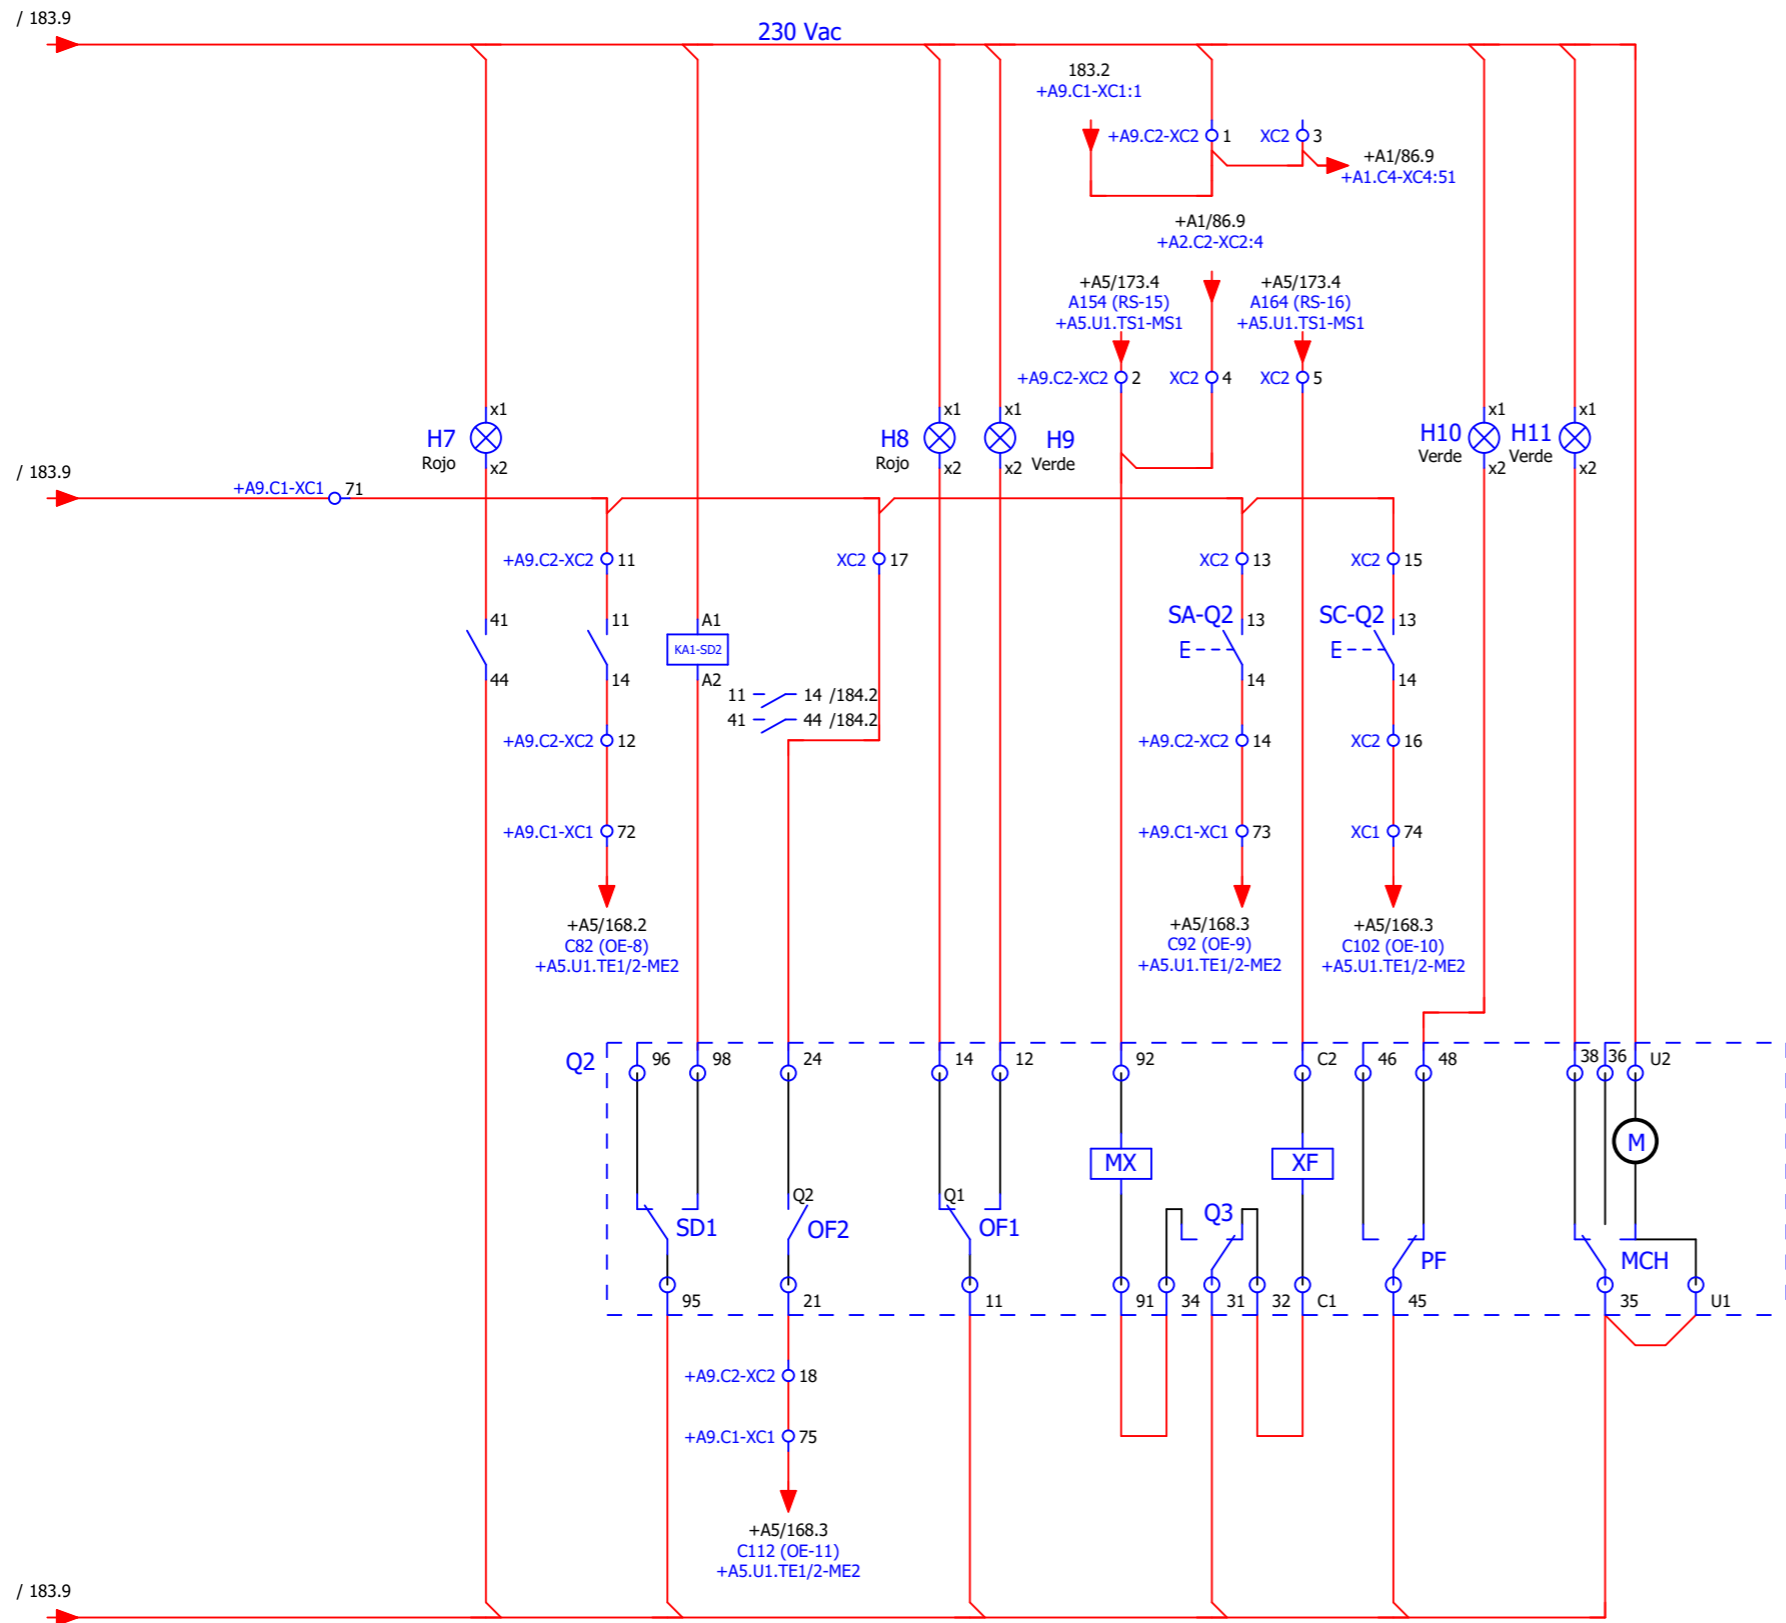 / 183.9
230 Vac
183.2
+A9.C1-XC1:1
+A9.C2-XC2 1
XC2 3
+A1/86.9
+A1.C4-XC4:51
+A1/86.9
+A2.C2-XC2:4
+A5/173.4
A154 (RS-15)
+A5.U1.TS1-MS1
+A5/173.4
A164 (RS-16)
+A5.U1.TS1-MS1
+A9.C2-XC2 2
XC2 4
XC2 5
x1
H7
Rojo
x2
x1
H8
Rojo
x2
x1
H9
Verde
x2
x1
H10
Verde
x2
x1
H11
Verde
x2
/ 183.9
+A9.C1-XC1 71
+A9.C2-XC2 11
XC2 17
XC2 13
XC2 15
41
44
11
14
A1
KA1-SD2
A2
11 14 /184.2
41 44 /184.2
SA-Q2 13
E
14
SC-Q2 13
E
14
+A9.C2-XC2 12
+A9.C2-XC2 14
XC2 16
+A9.C1-XC1 72
+A9.C1-XC1 73
XC1 74
+A5/168.2
C82 (OE-8)
+A5.U1.TE1/2-ME2
+A5/168.3
C92 (OE-9)
+A5.U1.TE1/2-ME2
+A5/168.3
C102 (OE-10)
+A5.U1.TE1/2-ME2
Q2
96 98 24 14 12 92 C2 46 48 38 36 U2
MX
XF
M
SD1
Q2
OF2
Q1
OF1
Q3
PF
MCH
95 21 11 91 34 31 32 C1 45 35 U1
+A9.C2-XC2 18
+A9.C1-XC1 75
+A5/168.3
C112 (OE-11)
+A5.U1.TE1/2-ME2
/ 183.9